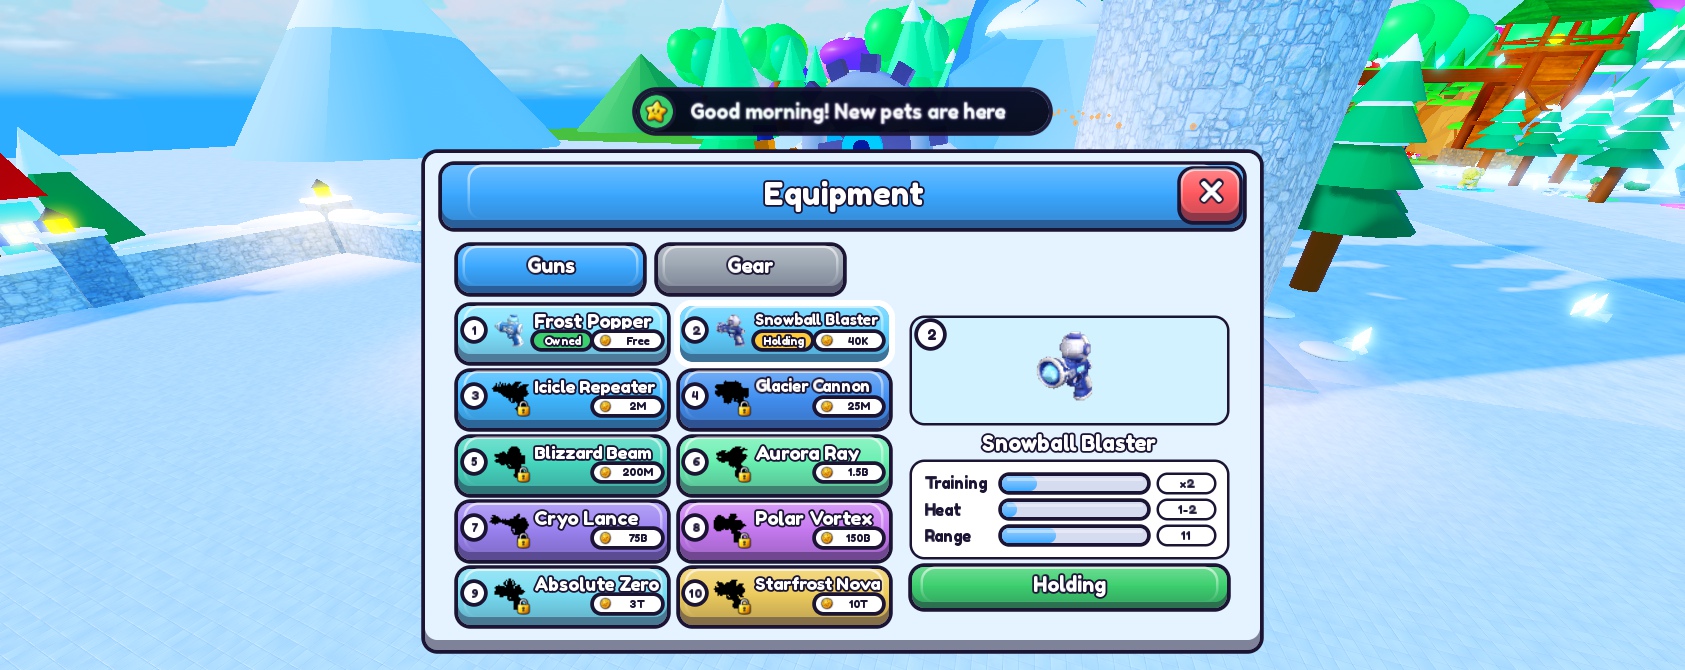 Good morning! New pets are here
Equipment
Guns
Gear
1
Frost Popper
Owned
Free
2
Snowball Blaster
Holding
40K
3
Icicle Repeater
2M
4
Glacier Cannon
25M
5
Blizzard Beam
200M
6
Aurora Ray
1.5B
7
Cryo Lance
75B
8
Polar Vortex
150B
9
Absolute Zero
3T
10
Starfrost Nova
10T
2
Snowball Blaster
Training
x2
Heat
1-2
Range
11
Holding